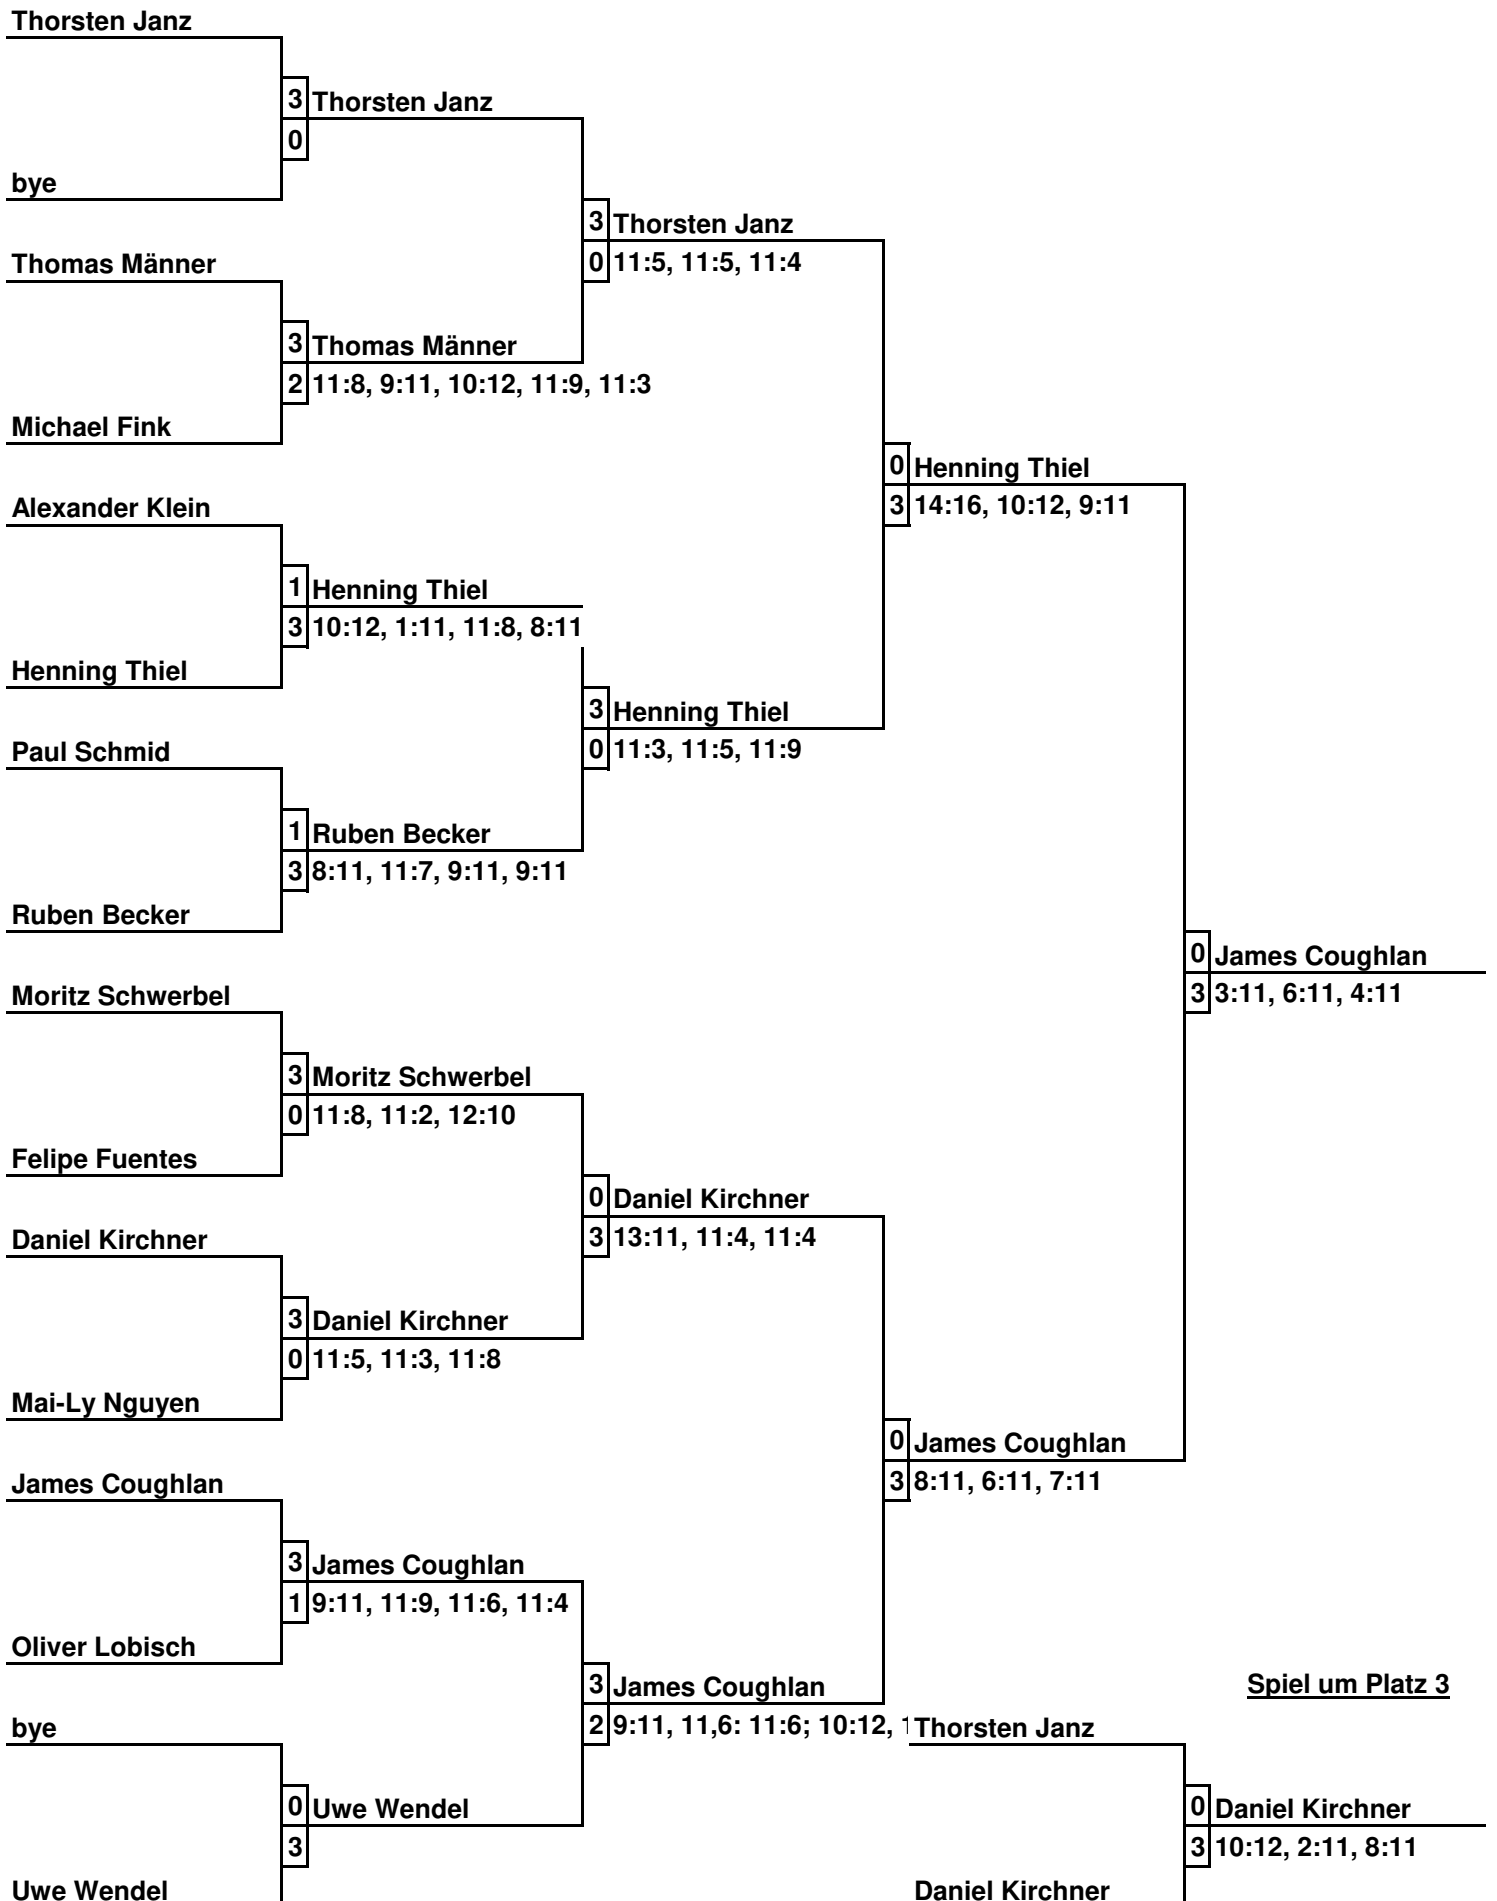 Thorsten Janz
3 Thorsten Janz
0
bye
3 Thorsten Janz
Thomas Männer
0 11:5, 11:5, 11:4
3 Thomas Männer
2 11:8, 9:11, 10:12, 11:9, 11:3
Michael Fink
0 Henning Thiel
Alexander Klein
3 14:16, 10:12, 9:11
1 Henning Thiel
3 10:12, 1:11, 11:8, 8:11
Henning Thiel
3 Henning Thiel
Paul Schmid
0 11:3, 11:5, 11:9
1 Ruben Becker
3 8:11, 11:7, 9:11, 9:11
Ruben Becker
0 James Coughlan
Moritz Schwerbel
3 3:11, 6:11, 4:11
3 Moritz Schwerbel
0 11:8, 11:2, 12:10
Felipe Fuentes
0 Daniel Kirchner
Daniel Kirchner
3 13:11, 11:4, 11:4
3 Daniel Kirchner
0 11:5, 11:3, 11:8
Mai-Ly Nguyen
0 James Coughlan
James Coughlan
3 8:11, 6:11, 7:11
3 James Coughlan
1 9:11, 11:9, 11:6, 11:4
Oliver Lobisch
3 James Coughlan
Spiel um Platz 3
bye
2 9:11, 11,6: 11:6; 10:12,
Thorsten Janz
0 Uwe Wendel
3
0 Daniel Kirchner
3 10:12, 2:11, 8:11
Uwe Wendel
Daniel Kirchner